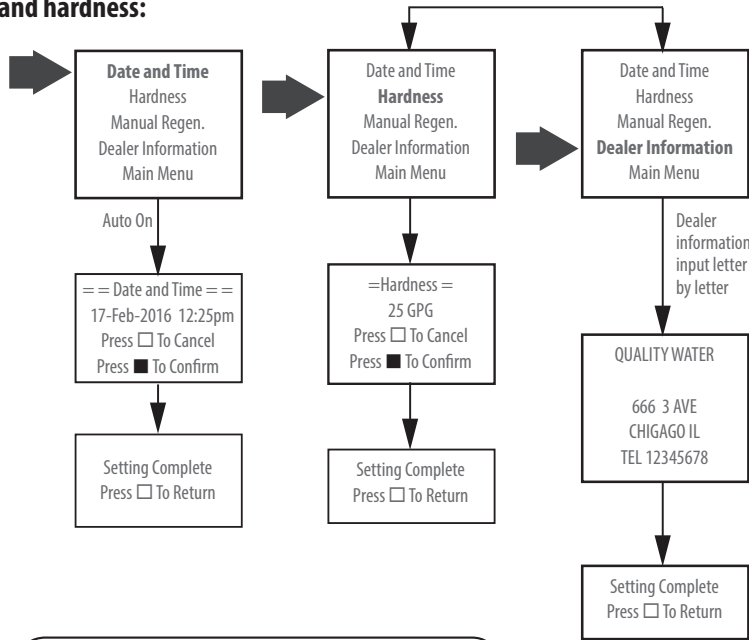 and hardness:
Date and Time
Hardness
Manual Regen.
Dealer Information
Main Menu
Auto On
= = Date and Time = =
17-Feb-2016 12:25pm
Press □ To Cancel
Press ■ To Confirm
Setting Complete
Press □ To Return
Date and Time
Hardness
Manual Regen.
Dealer Information
Main Menu
=Hardness =
25 GPG
Press □ To Cancel
Press ■ To Confirm
Setting Complete
Press □ To Return
Date and Time
Hardness
Manual Regen.
Dealer Information
Main Menu
Dealer
information
input letter
by letter
QUALITY WATER
666 3 AVE
CHIGAGO IL
TEL 12345678
Setting Complete
Press □ To Return